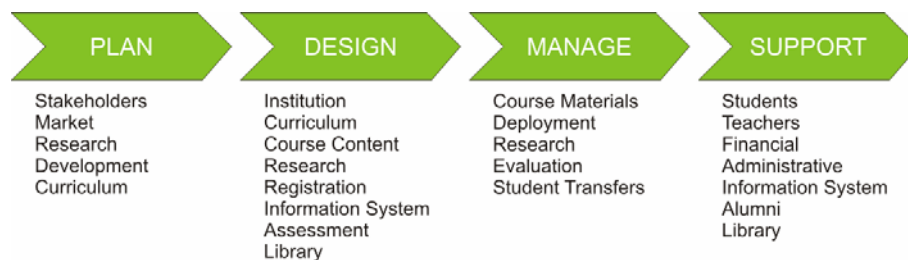 PLAN
Stakeholders
Market
Research
Development
Curriculum
DESIGN
Institution
Curriculum
Course Content
Research
Registration
Information System
Assessment
Library
MANAGE
Course Materials
Deployment
Research
Evaluation
Student Transfers
SUPPORT
Students
Teachers
Financial
Administrative
Information System
Alumni
Library